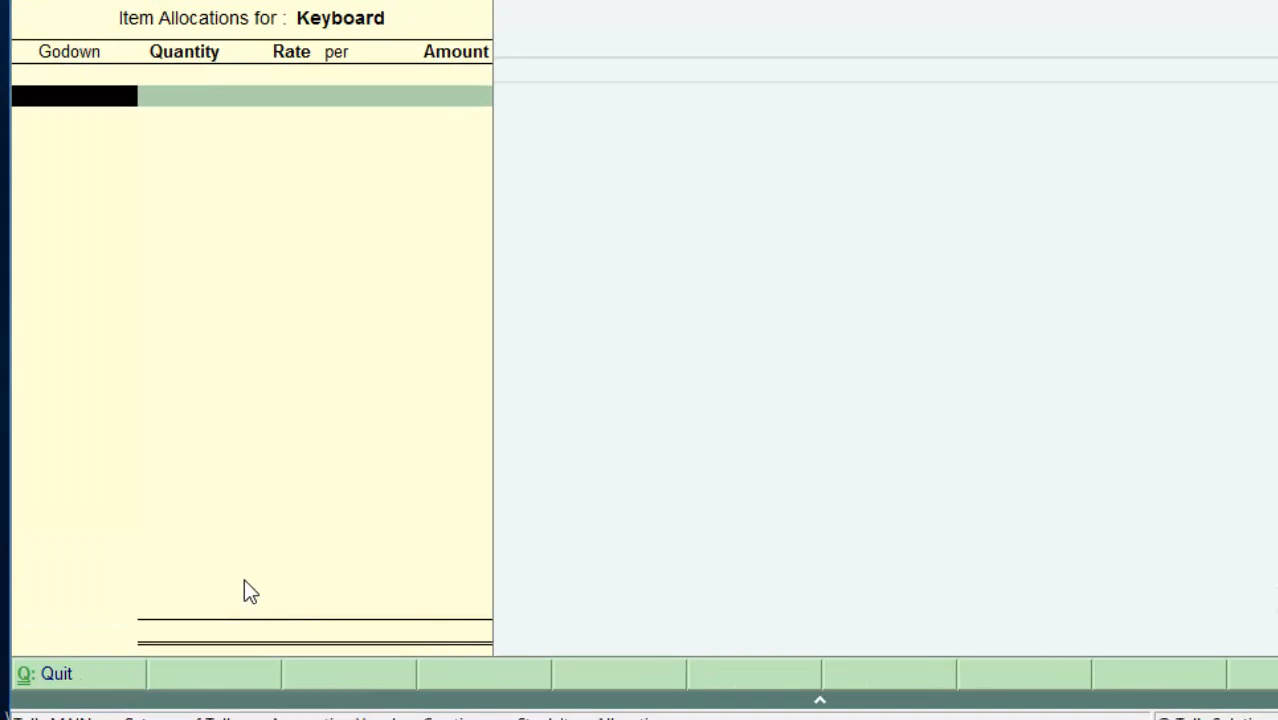 Item Allocations for : Keyboard
Godown Quantity Rate per Amount
Q: Quit